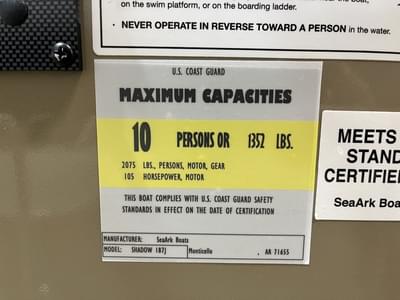 on the swim platform, or on the boarding ladder.
· NEVER OPERATE IN REVERSE TOWARD A PERSON in the water.
U.S. COAST GUARD
MAXIMUM CAPACITIES
10 PERSONS OR 1352 LBS.
2075 LBS., PERSONS, MOTOR, GEAR
105 HORSEPOWER, MOTOR
THIS BOAT COMPLIES WITH U.S. COAST GUARD SAFETY
STANDARDS IN EFFECT ON THE DATE OF CERTIFICATION
MANUFACTURER: SeaArk Boats
MODEL: SHADOW 187J Monticello , AR 71655
MEETS
STAND
CERTIFIE
SeaArk Boa